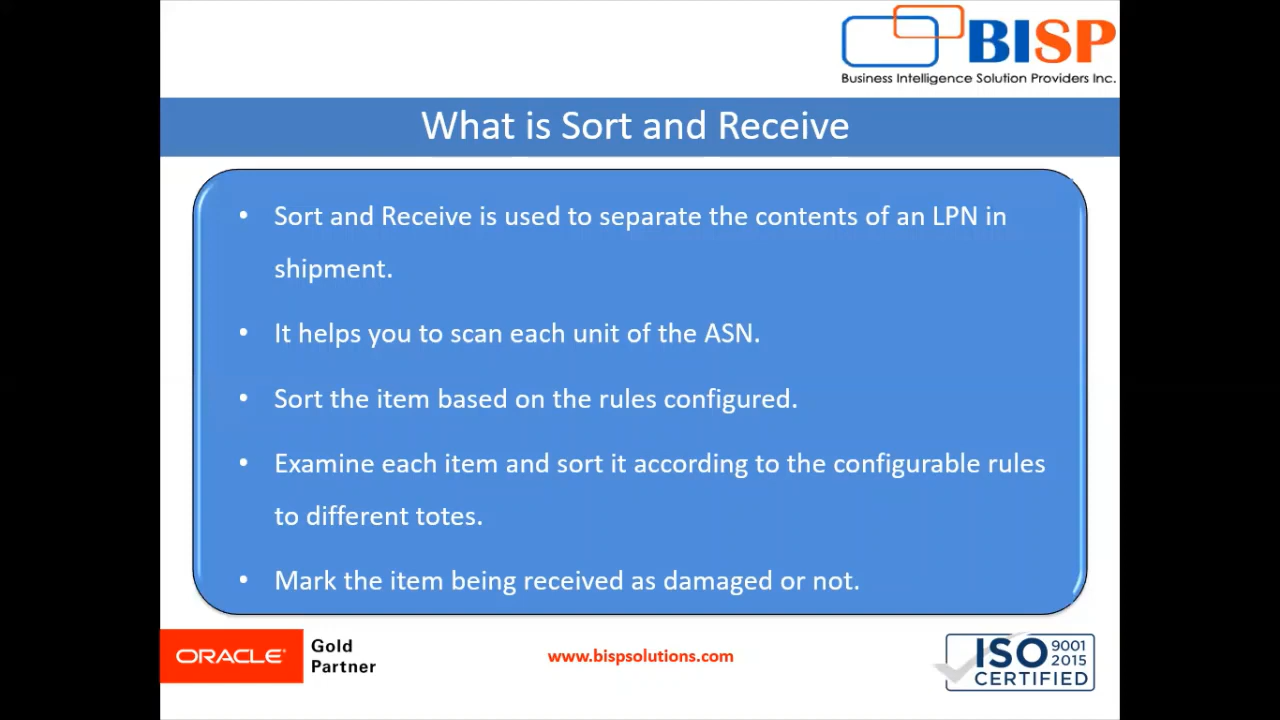 BISP
Business Intelligence Solution Providers Inc.
What is Sort and Receive
• Sort and Receive is used to separate the contents of an LPN in
shipment.
• It helps you to scan each unit of the ASN.
• Sort the item based on the rules configured.
• Examine each item and sort it according to the configurable rules
to different totes.
• Mark the item being received as damaged or not.
ORACLE
Gold
Partner
www.bispsolutions.com
ISO 9001
2015
CERTIFIED